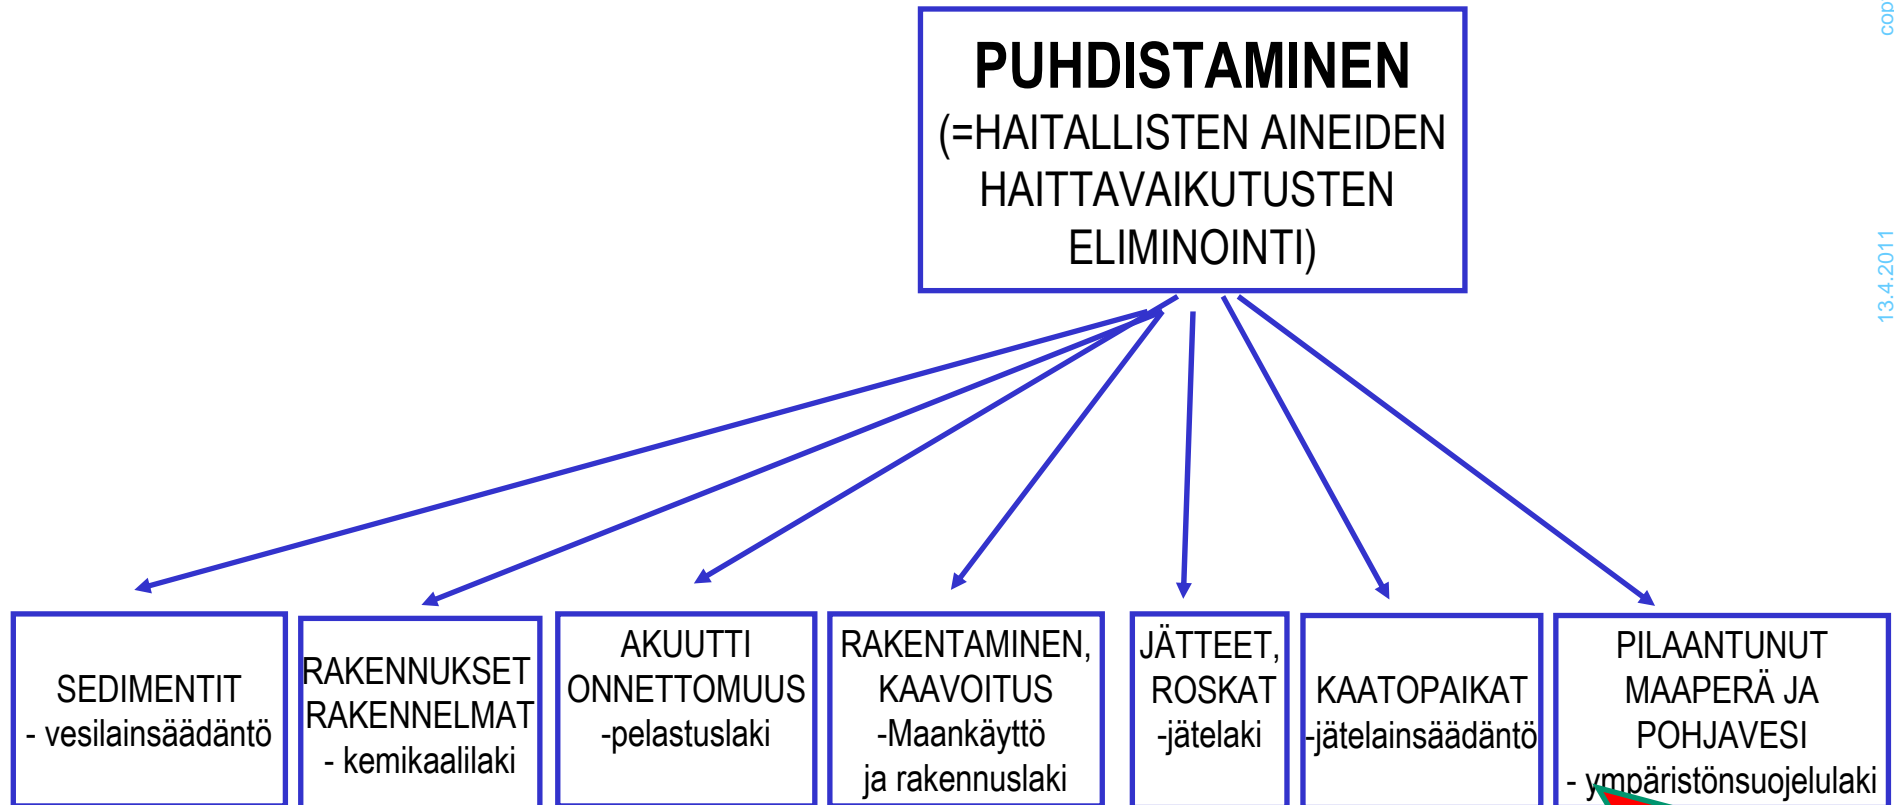 PUHDISTAMINEN
(=HAITALLISTEN AINEIDEN
HAITTAVAIKUTUSTEN
ELIMINOINTI)
SEDIMENTIT
- vesilainsäädäntö
RAKENNUKSET
RAKENNELMAT
- kemikaalilaki
AKUUTTI
ONNETTOMUUS
-pelastuslaki
RAKENTAMINEN,
KAAVOITUS
-Maankäyttö
ja rakennuslaki
JÄTTEET,
ROSKAT
-jätelaki
KAATOPAIKAT
-jätelainsäädäntö
PILAANTUNUT
MAAPERÄ JA
POHJAVESI
- ympäristönsuojelulaki
13.4.2011